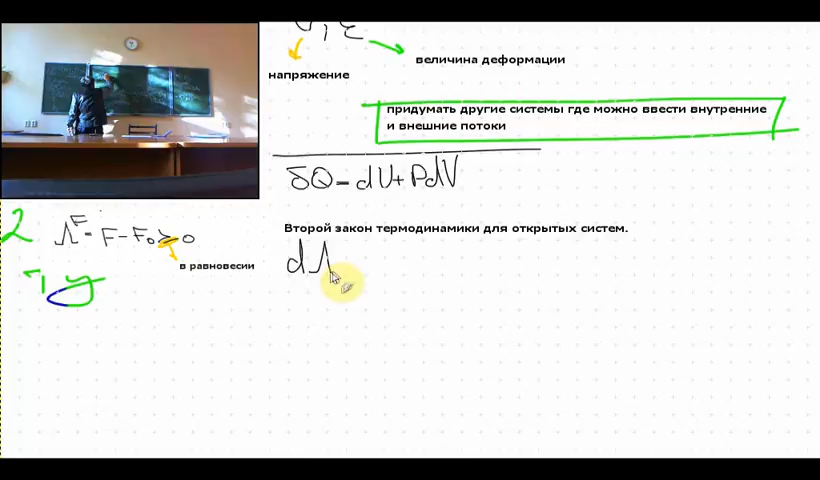 величина деформации
напряжение
придумать другие системы где можно ввести внутренние
и внешние потоки
δQ = dU + PdV
Второй закон термодинамики для открытых систем.
2 Λ^F = F - F₀ ≥ 0
в равновесии
dΛ